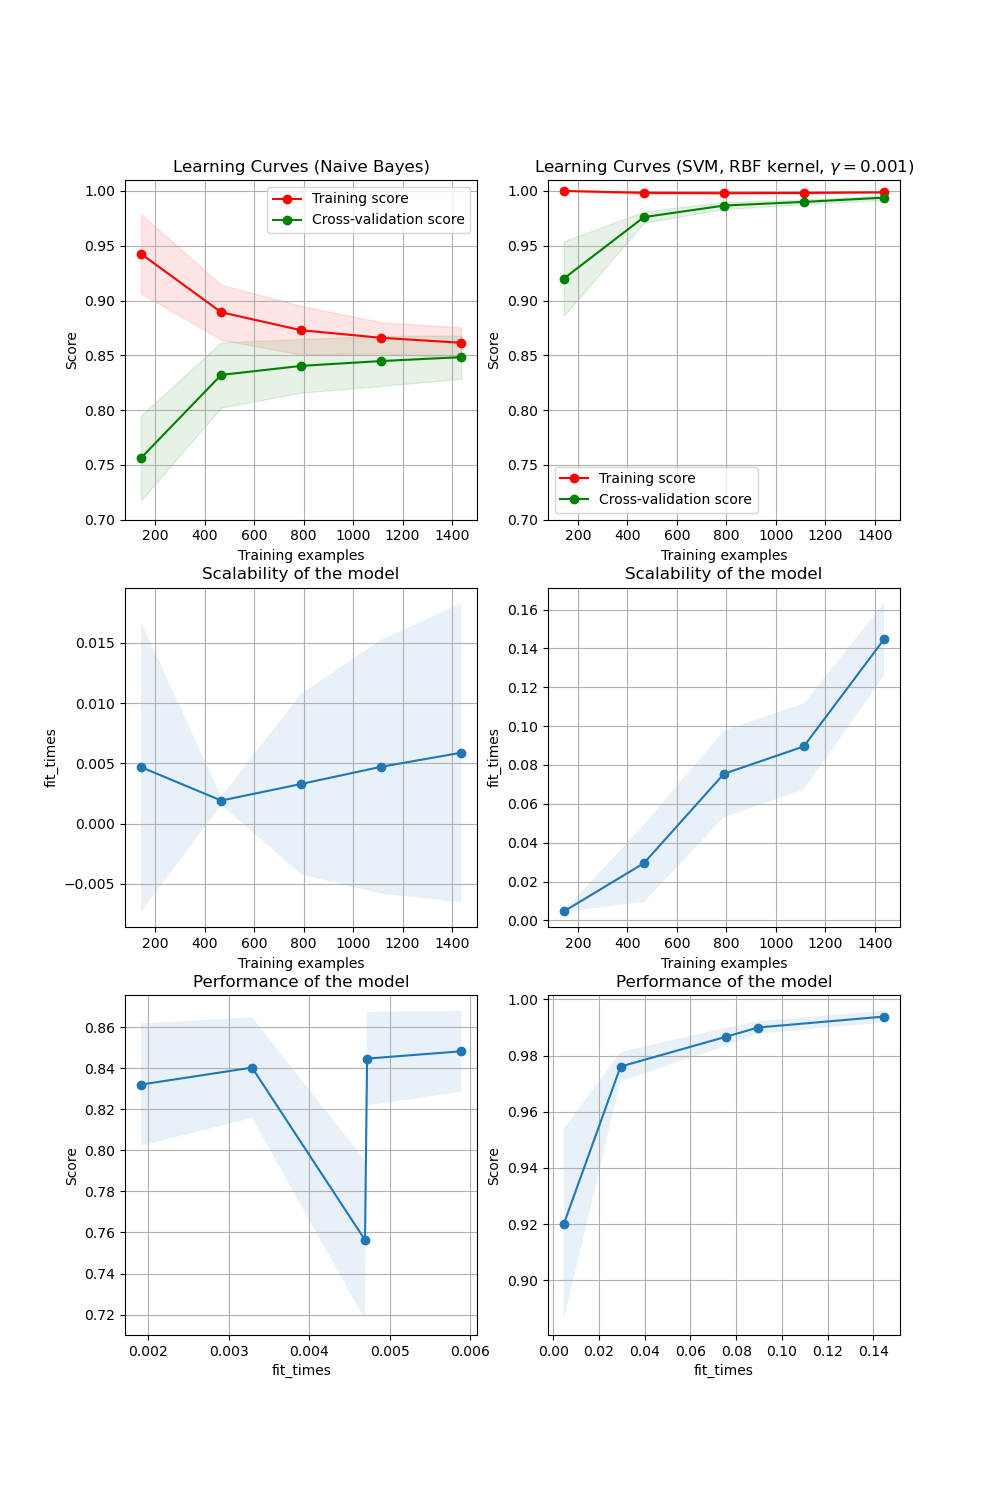 Learning Curves (Naive Bayes)
1.00
0.95
0.90
0.85
0.80
0.75
0.70
Score
Training score
Cross-validation score
200 400 600 800 1000 1200 1400
Training examples
Learning Curves (SVM, RBF kernel, γ = 0.001)
1.00
0.95
0.90
0.85
0.80
0.75
0.70
Score
Training score
Cross-validation score
200 400 600 800 1000 1200 1400
Training examples
Scalability of the model
0.015
0.010
0.005
0.000
−0.005
fit_times
200 400 600 800 1000 1200 1400
Training examples
Scalability of the model
0.16
0.14
0.12
0.10
0.08
0.06
0.04
0.02
0.00
fit_times
200 400 600 800 1000 1200 1400
Training examples
Performance of the model
0.86
0.84
0.82
0.80
0.78
0.76
0.74
0.72
Score
0.002 0.003 0.004 0.005 0.006
fit_times
Performance of the model
1.00
0.98
0.96
0.94
0.92
0.90
Score
0.00 0.02 0.04 0.06 0.08 0.10 0.12 0.14
fit_times